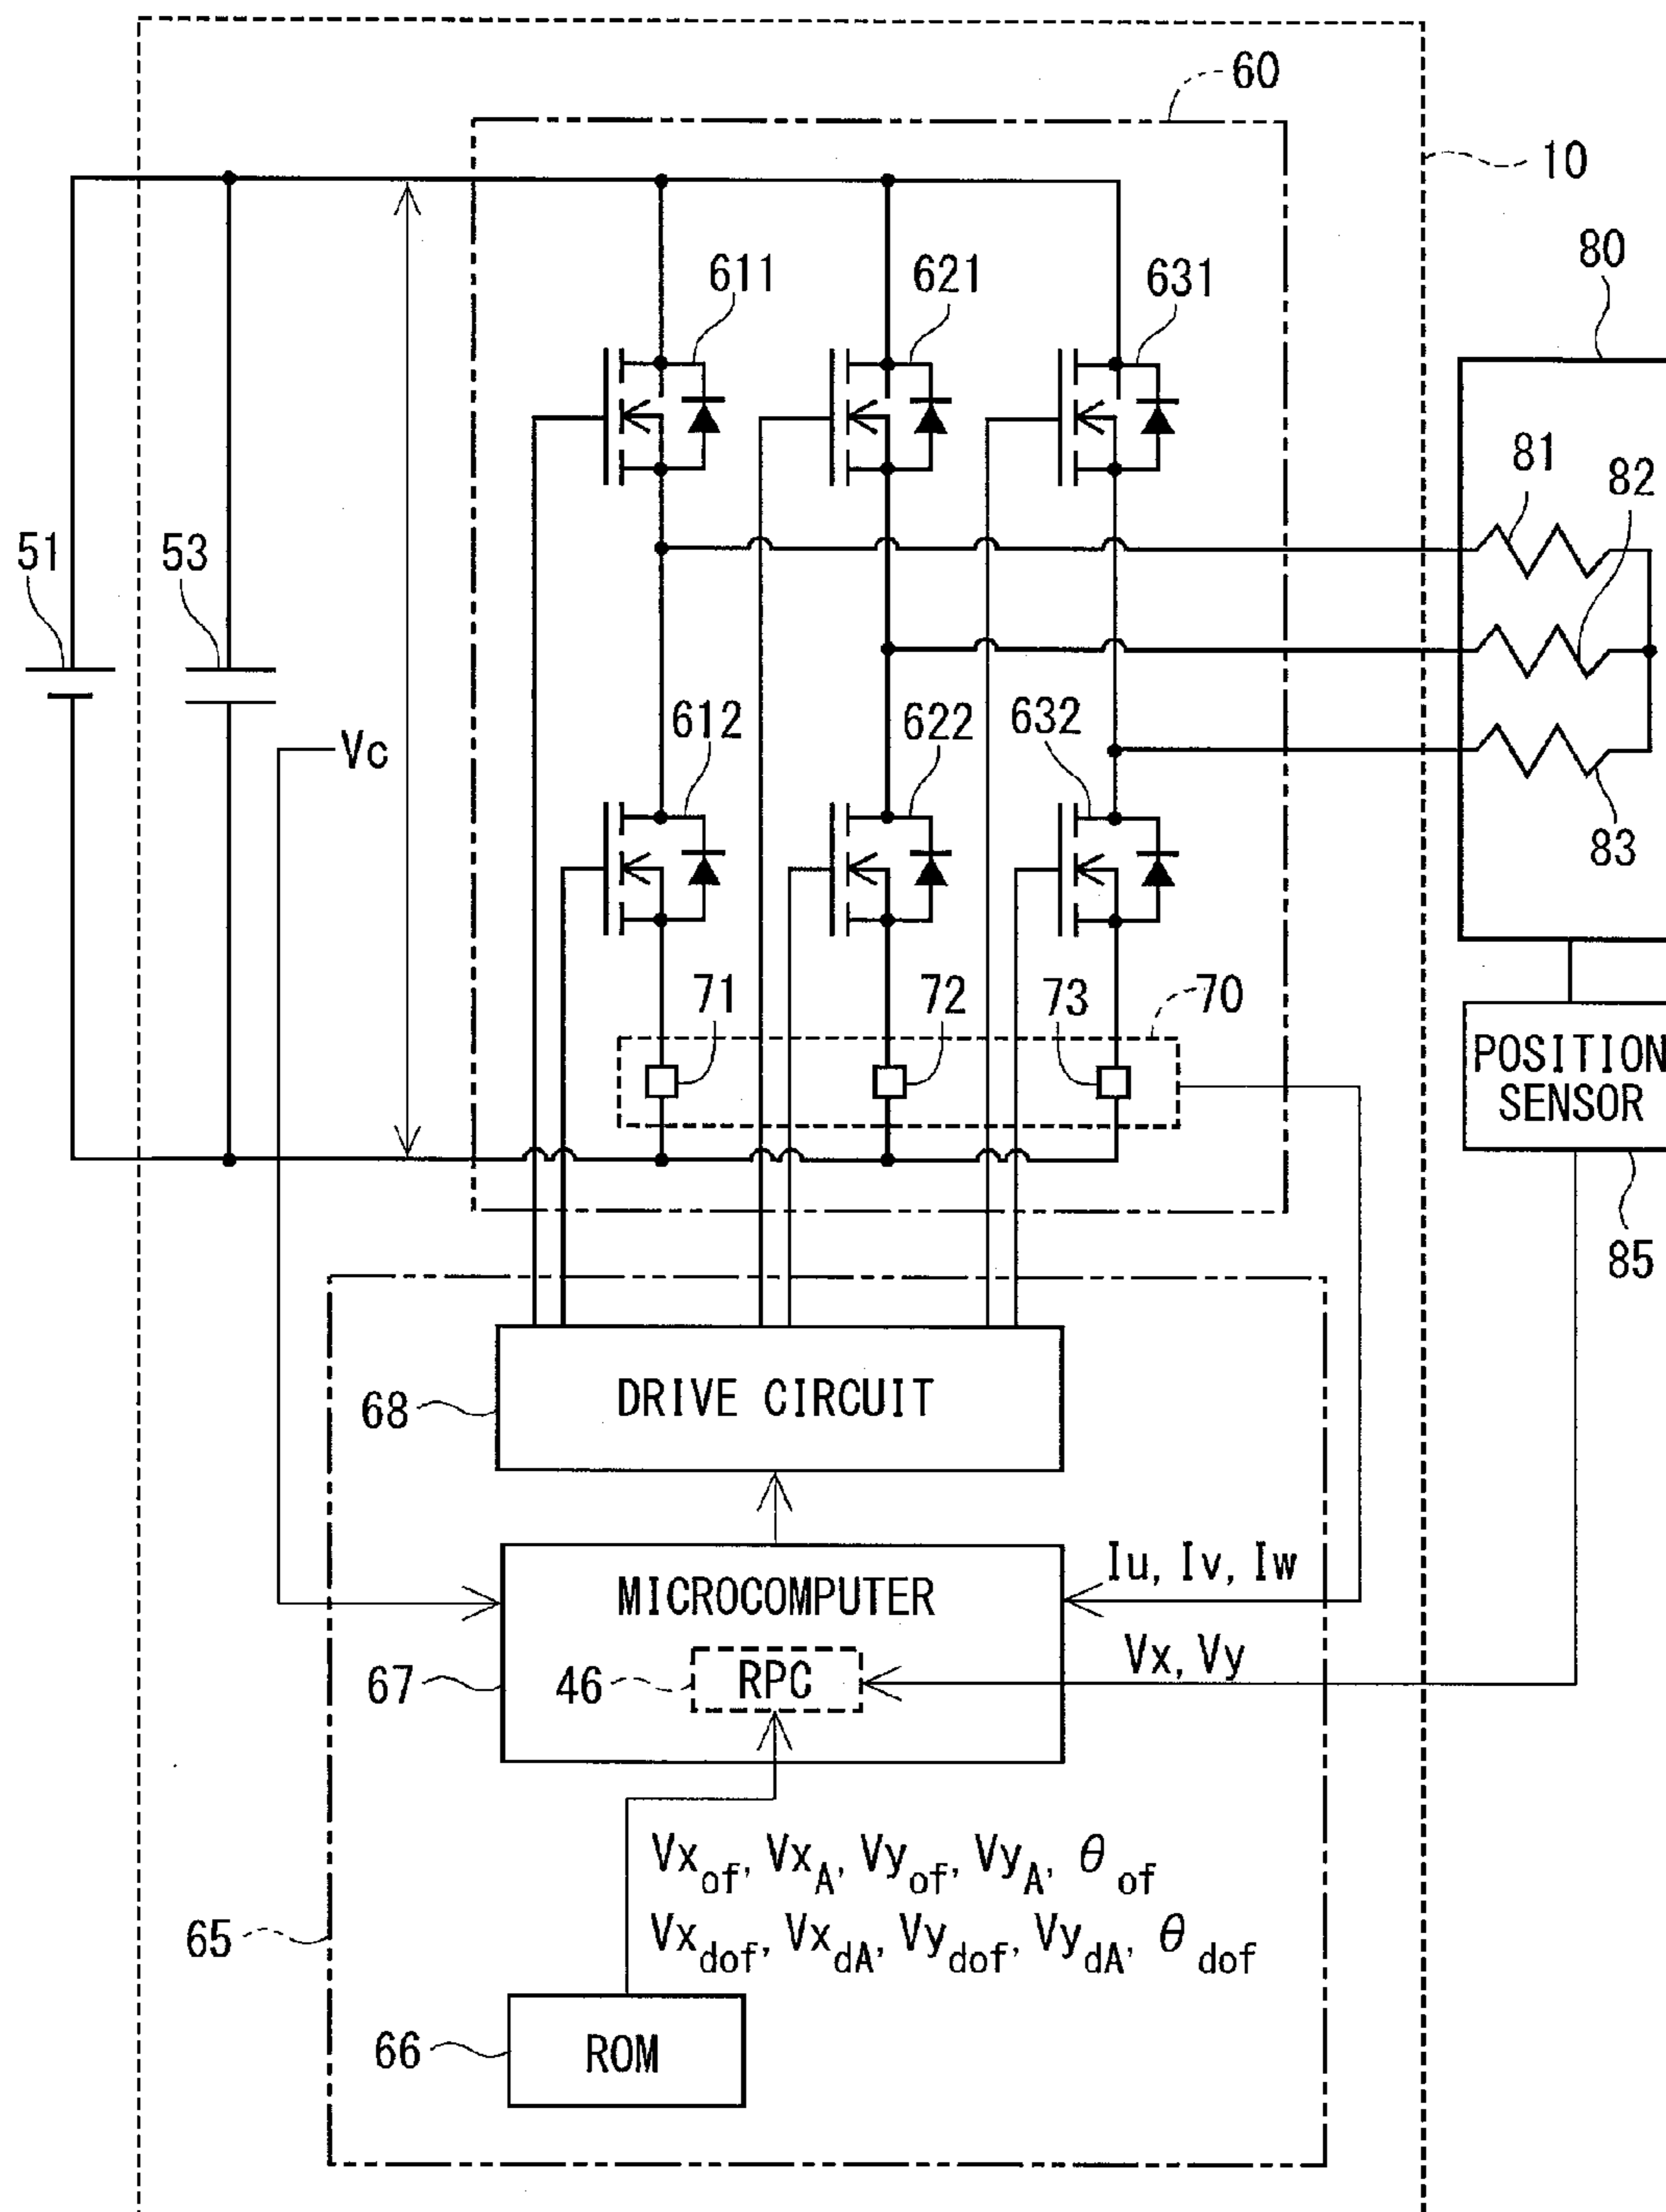 60
10
80
611
621
631
81
82
51
53
Vc
612
622
632
83
71
72
73
70
POSITION
SENSOR
85
DRIVE CIRCUIT
68
MICROCOMPUTER
Iu, Iv, Iw
67
46
RPC
Vx, Vy
Vx_of, Vx_A, Vy_of, Vy_A, θ_of
Vx_dof, Vx_dA, Vy_dof, Vy_dA, θ_dof
65
66
ROM